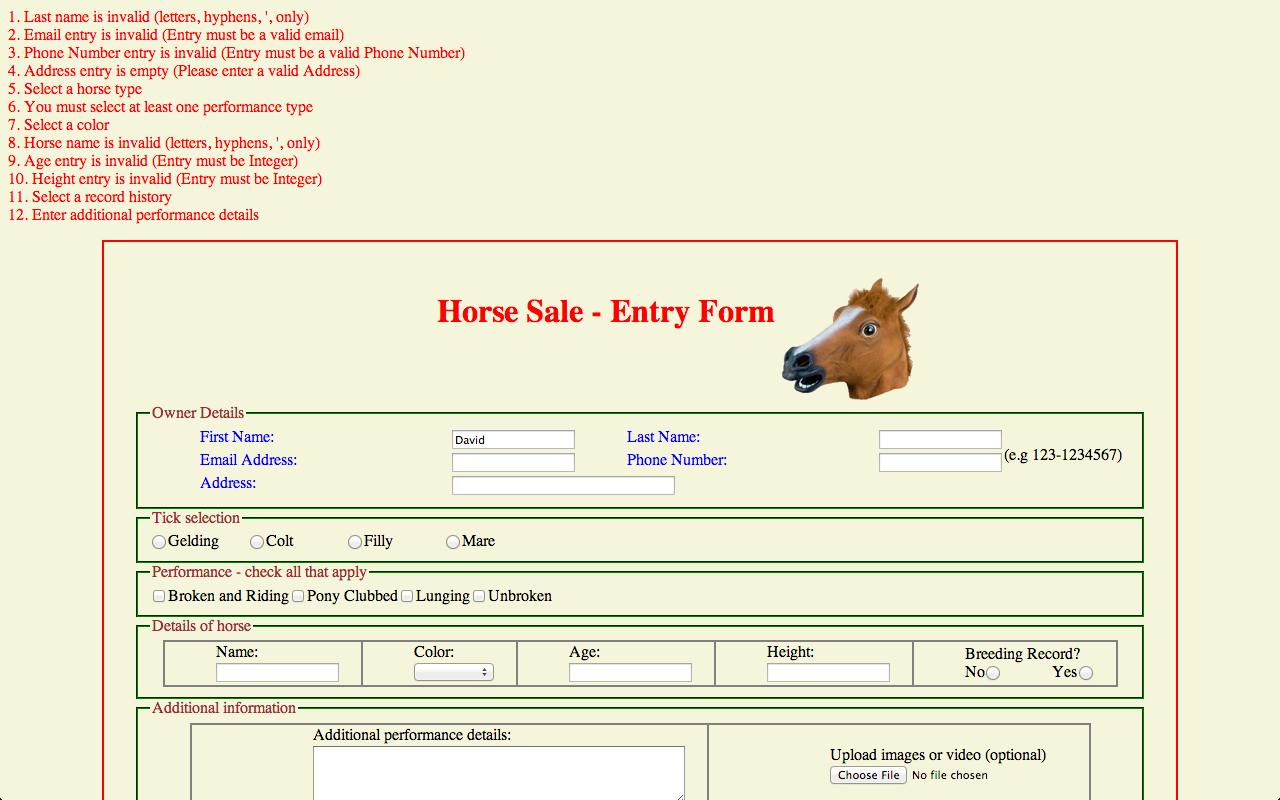 1. Last name is invalid (letters, hyphens, ', only)
2. Email entry is invalid (Entry must be a valid email)
3. Phone Number entry is invalid (Entry must be a valid Phone Number)
4. Address entry is empty (Please enter a valid Address)
5. Select a horse type
6. You must select at least one performance type
7. Select a color
8. Horse name is invalid (letters, hyphens, ', only)
9. Age entry is invalid (Entry must be Integer)
10. Height entry is invalid (Entry must be Integer)
11. Select a record history
12. Enter additional performance details
Horse Sale - Entry Form
Owner Details
First Name: David Last Name:
Email Address: Phone Number: (e.g 123-1234567)
Address:
Tick selection
Gelding Colt Filly Mare
Performance - check all that apply
Broken and Riding Pony Clubbed Lunging Unbroken
Details of horse
Name: Color: Age: Height: Breeding Record?
No Yes
Additional information
Additional performance details:
Upload images or video (optional)
Choose File No file chosen